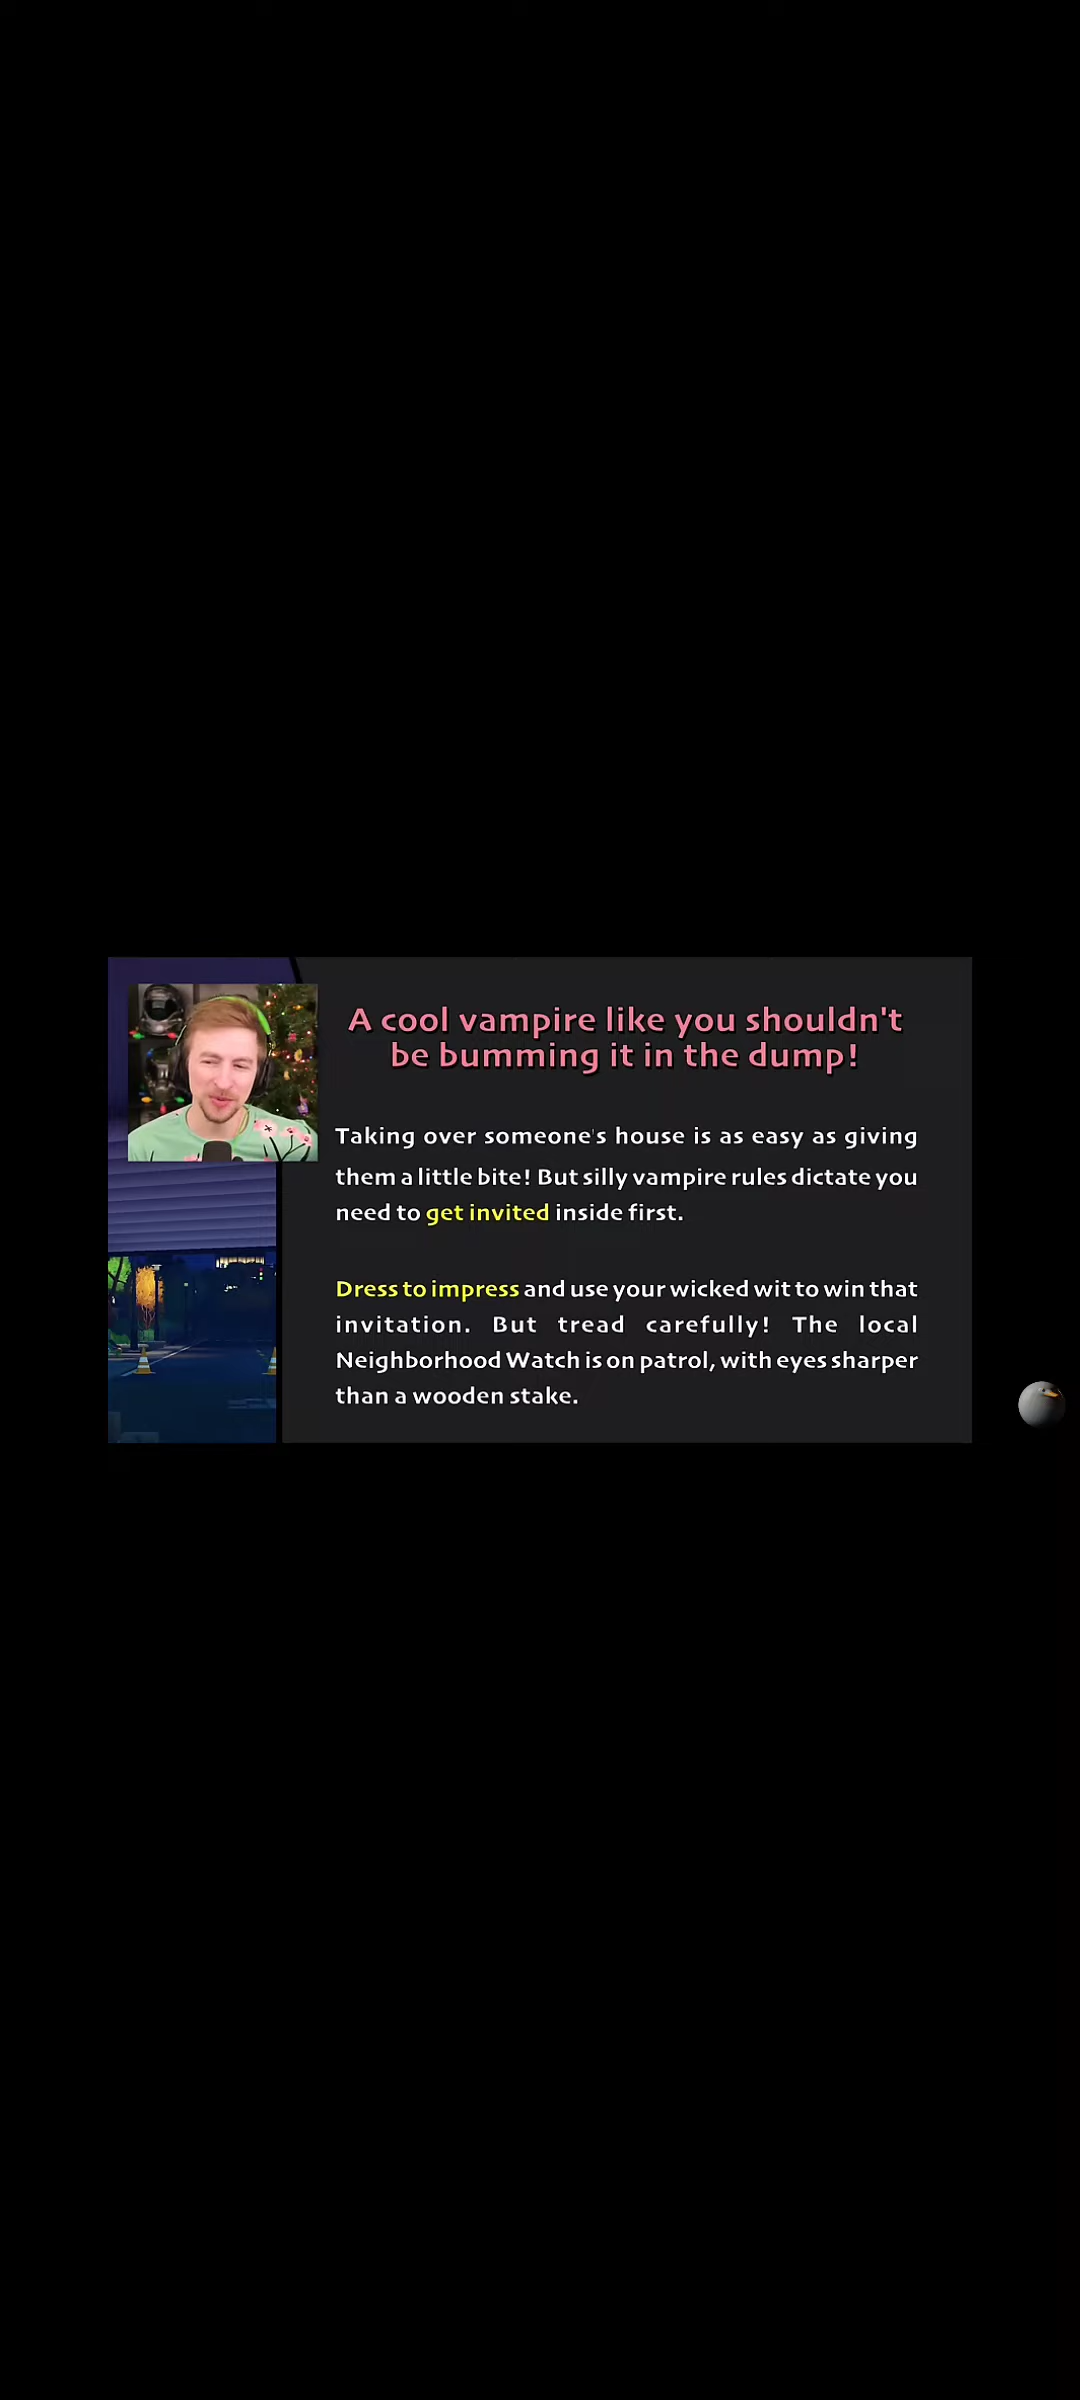 A cool vampire like you shouldn't
be bumming it in the dump!
Taking over someone's house is as easy as giving
them a little bite! But silly vampire rules dictate you
need to get invited inside first.
Dress to impress and use your wicked wit to win that
invitation. But tread carefully! The local
Neighborhood Watch is on patrol, with eyes sharper
than a wooden stake.